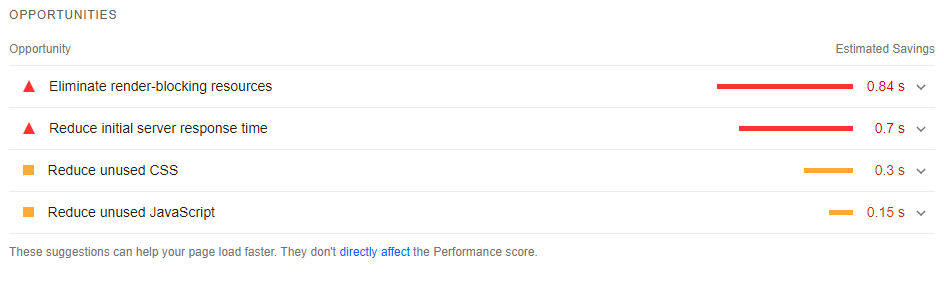 OPPORTUNITIES
Opportunity Estimated Savings
Eliminate render-blocking resources 0.84 s
Reduce initial server response time 0.7 s
Reduce unused CSS 0.3 s
Reduce unused JavaScript 0.15 s
These suggestions can help your page load faster. They don't directly affect the Performance score.